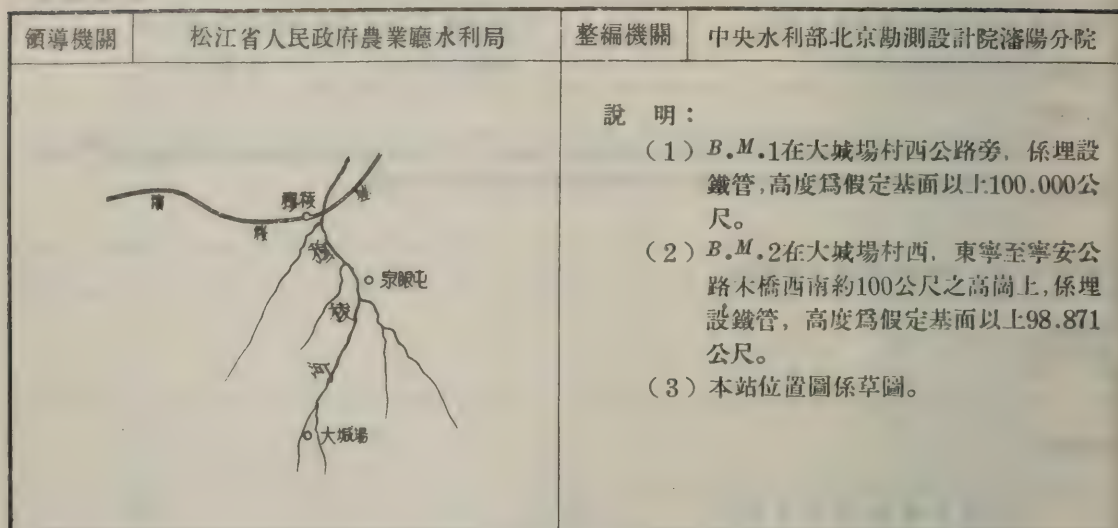 領導機關
松江省人民政府農業廳水利局
整編機關
中央水利部北京勘測設計院瀋陽分院
說 明：
（1）B.M.1在大城場村西公路旁，係埋設
鐵管，高度爲假定基面以上100.000公
尺。
（2）B.M.2在大城場村西，東寧至寧安公
路木橋西南約100公尺之高崗上，係埋
設鐵管，高度爲假定基面以上98.871
公尺。
（3）本站位置圖係草圖。
穆稜
穆
泉眼屯
稜
河
大城場